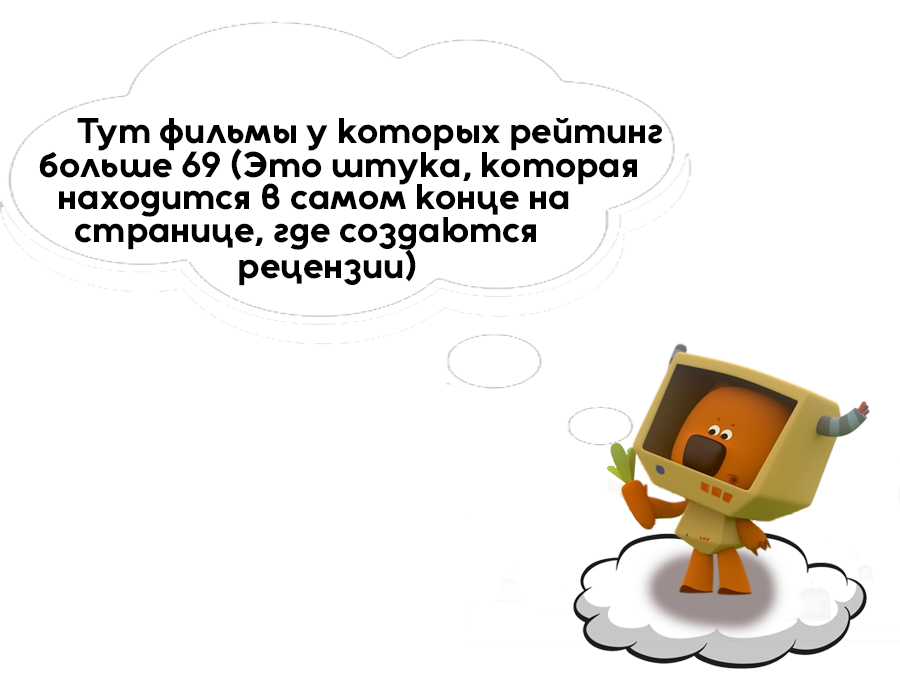 Тут фильмы у которых рейтинг
больше 69 (Это штука, которая
находится в самом конце на
странице, где создаются
рецензии)